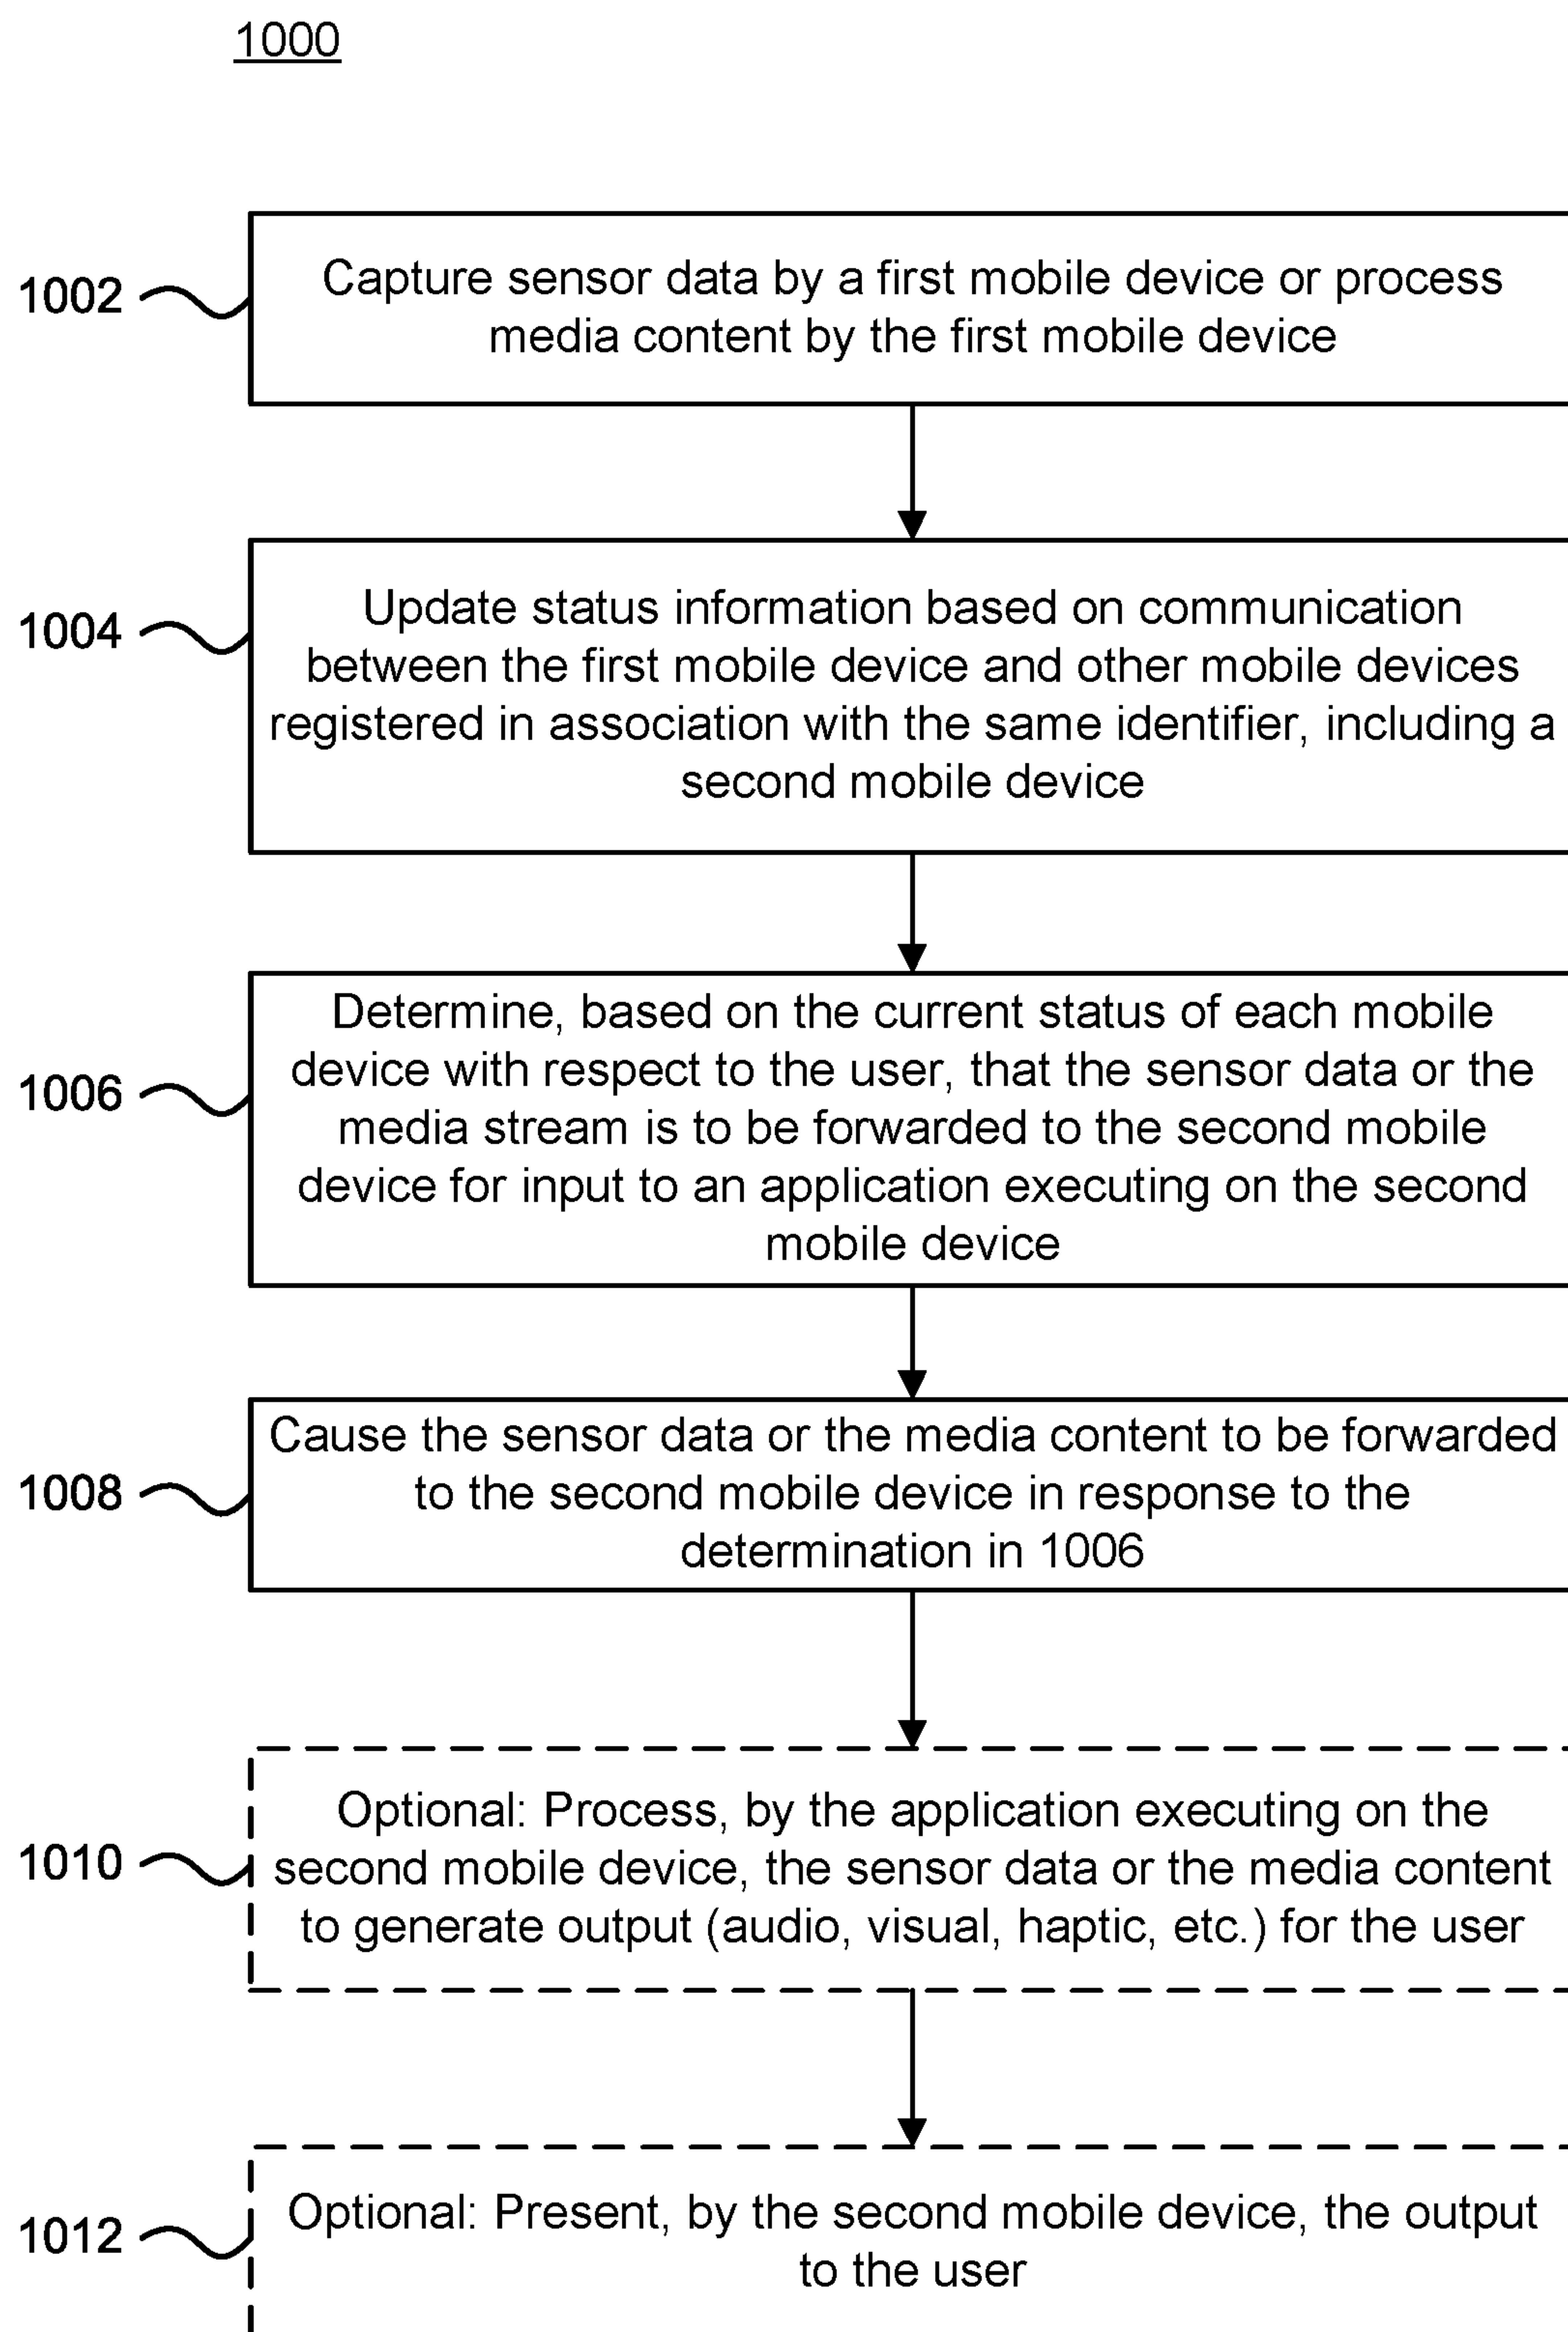 1000
1002
Capture sensor data by a first mobile device or process
media content by the first mobile device
1004
Update status information based on communication
between the first mobile device and other mobile devices
registered in association with the same identifier, including a
second mobile device
1006
Determine, based on the current status of each mobile
device with respect to the user, that the sensor data or the
media stream is to be forwarded to the second mobile
device for input to an application executing on the second
mobile device
1008
Cause the sensor data or the media content to be forwarded
to the second mobile device in response to the
determination in 1006
1010
Optional: Process, by the application executing on the
second mobile device, the sensor data or the media content
to generate output (audio, visual, haptic, etc.) for the user
1012
Optional: Present, by the second mobile device, the output
to the user